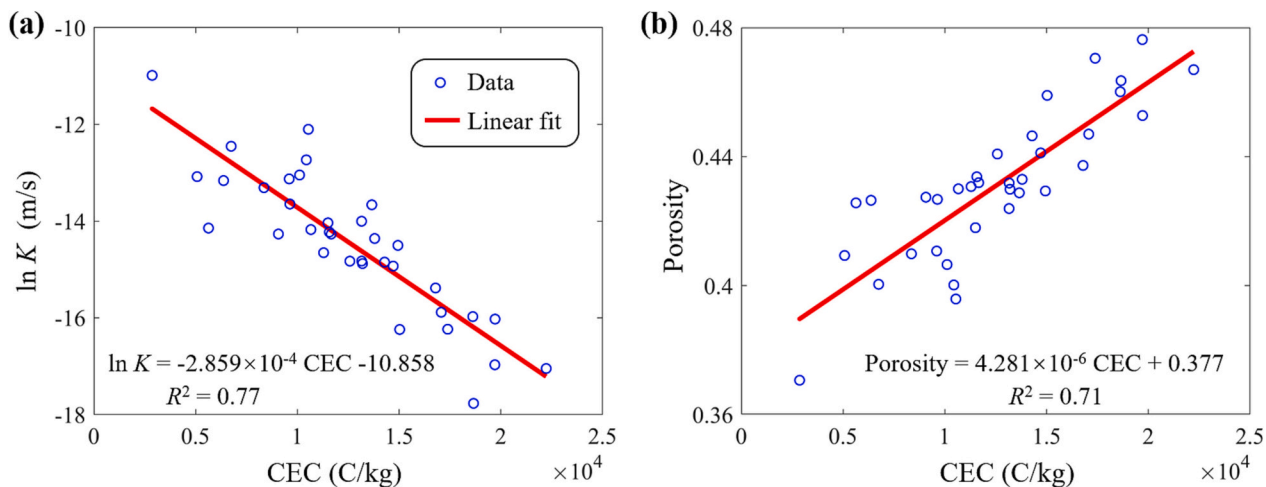 (a)
-10
-12
-14
-16
-18
ln K (m/s)
Data
Linear fit
ln K = -2.859×10⁻⁴ CEC -10.858
R² = 0.77
0 0.5 1 1.5 2 2.5
CEC (C/kg)
×10⁴
(b)
0.48
0.44
0.4
0.36
Porosity
Porosity = 4.281×10⁻⁶ CEC + 0.377
R² = 0.71
0 0.5 1 1.5 2 2.5
CEC (C/kg)
×10⁴